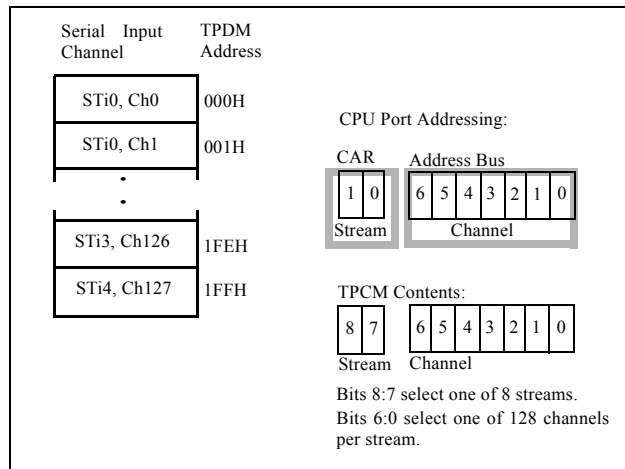 Serial Input Channel
TPDM Address
STi0, Ch0
000H
STi0, Ch1
001H
STi3, Ch126
1FEH
STi4, Ch127
1FFH
CPU Port Addressing:
CAR
Address Bus
1 0
6 5 4 3 2 1 0
Stream
Channel
TPCM Contents:
8 7
6 5 4 3 2 1 0
Stream
Channel
Bits 8:7 select one of 8 streams.
Bits 6:0 select one of 128 channels
per stream.